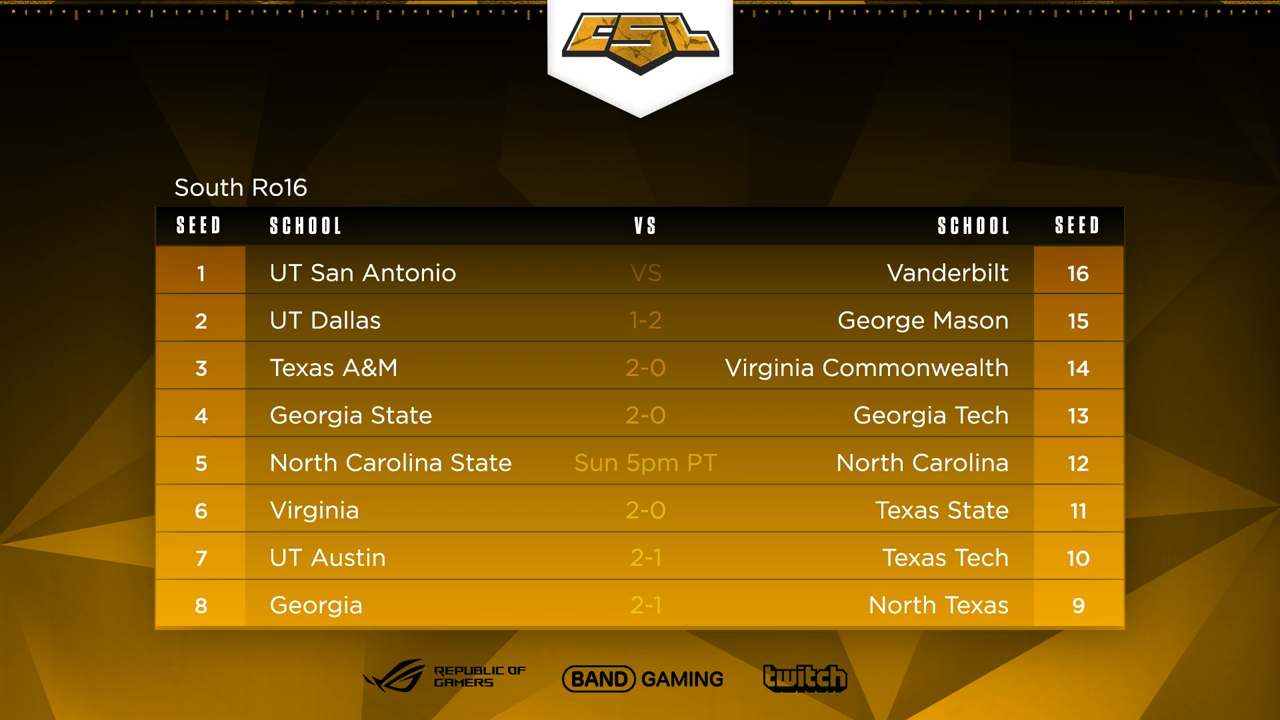 CSL
South Ro16
SEED SCHOOL VS SCHOOL SEED
1 UT San Antonio VS Vanderbilt 16
2 UT Dallas 1-2 George Mason 15
3 Texas A&M 2-0 Virginia Commonwealth 14
4 Georgia State 2-0 Georgia Tech 13
5 North Carolina State Sun 5pm PT North Carolina 12
6 Virginia 2-0 Texas State 11
7 UT Austin 2-1 Texas Tech 10
8 Georgia 2-1 North Texas 9
REPUBLIC OF
GAMERS
BAND GAMING
twitch